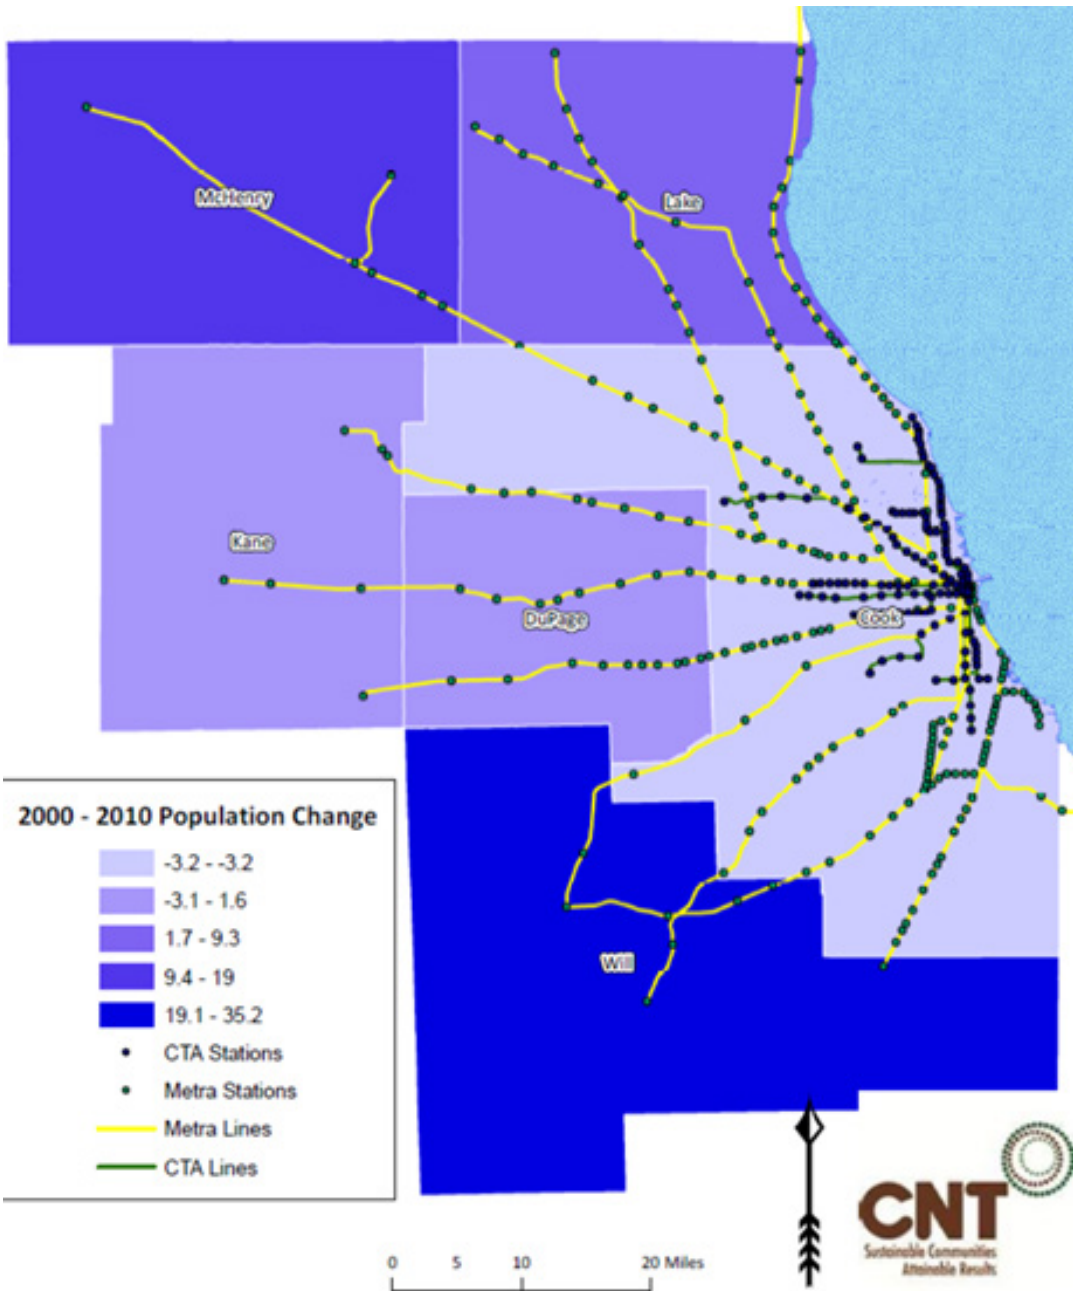 McHenry
Lake
Kane
DuPage
Cook
Will
2000 - 2010 Population Change
-3.2 - -3.2
-3.1 - 1.6
1.7 - 9.3
9.4 - 19
19.1 - 35.2
CTA Stations
Metra Stations
Metra Lines
CTA Lines
0 5 10 20 Miles
CNT
Sustainable Communities
Attainable Results